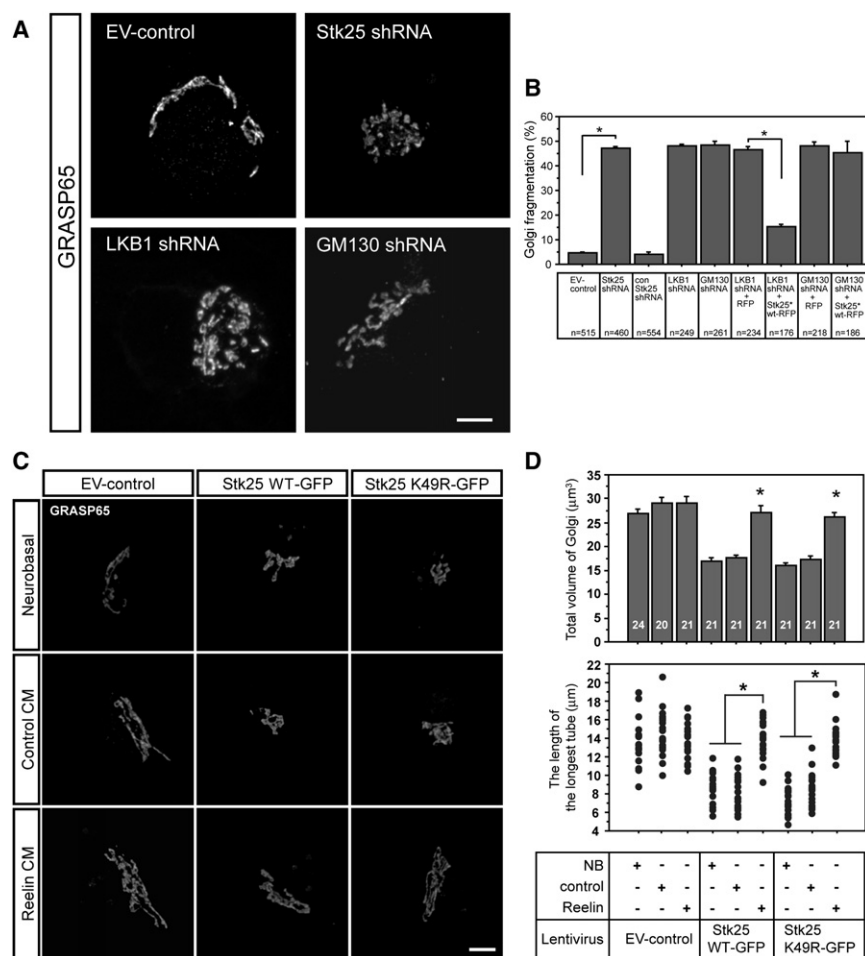 A
EV-control
Stk25 shRNA
LKB1 shRNA
GM130 shRNA
GRASP65
B
Golgi fragmentation (%)
60
50
40
30
20
10
0
*
*
EV-control
n=515
Stk25 shRNA
n=460
con Stk25 shRNA
n=554
LKB1 shRNA
n=249
GM130 shRNA
n=261
LKB1 shRNA + RFP
n=234
LKB1 shRNA + Stk25* wt-RFP
n=176
GM130 shRNA + RFP
n=218
GM130 shRNA + Stk25* wt-RFP
n=186
C
EV-control
Stk25 WT-GFP
Stk25 K49R-GFP
Neurobasal
GRASP65
Control CM
Reelin CM
D
Total volume of Golgi (μm³)
35
30
25
20
15
10
5
0
*
*
24 20 21 21 21 21 21 21 21
The length of the longest tube (μm)
22
20
18
16
14
12
10
8
6
4
*
*
NB + - - + - - + - -
control - + - - + - - + -
Reelin - - + - - + - - +
Lentivirus
EV-control
Stk25 WT-GFP
Stk25 K49R-GFP